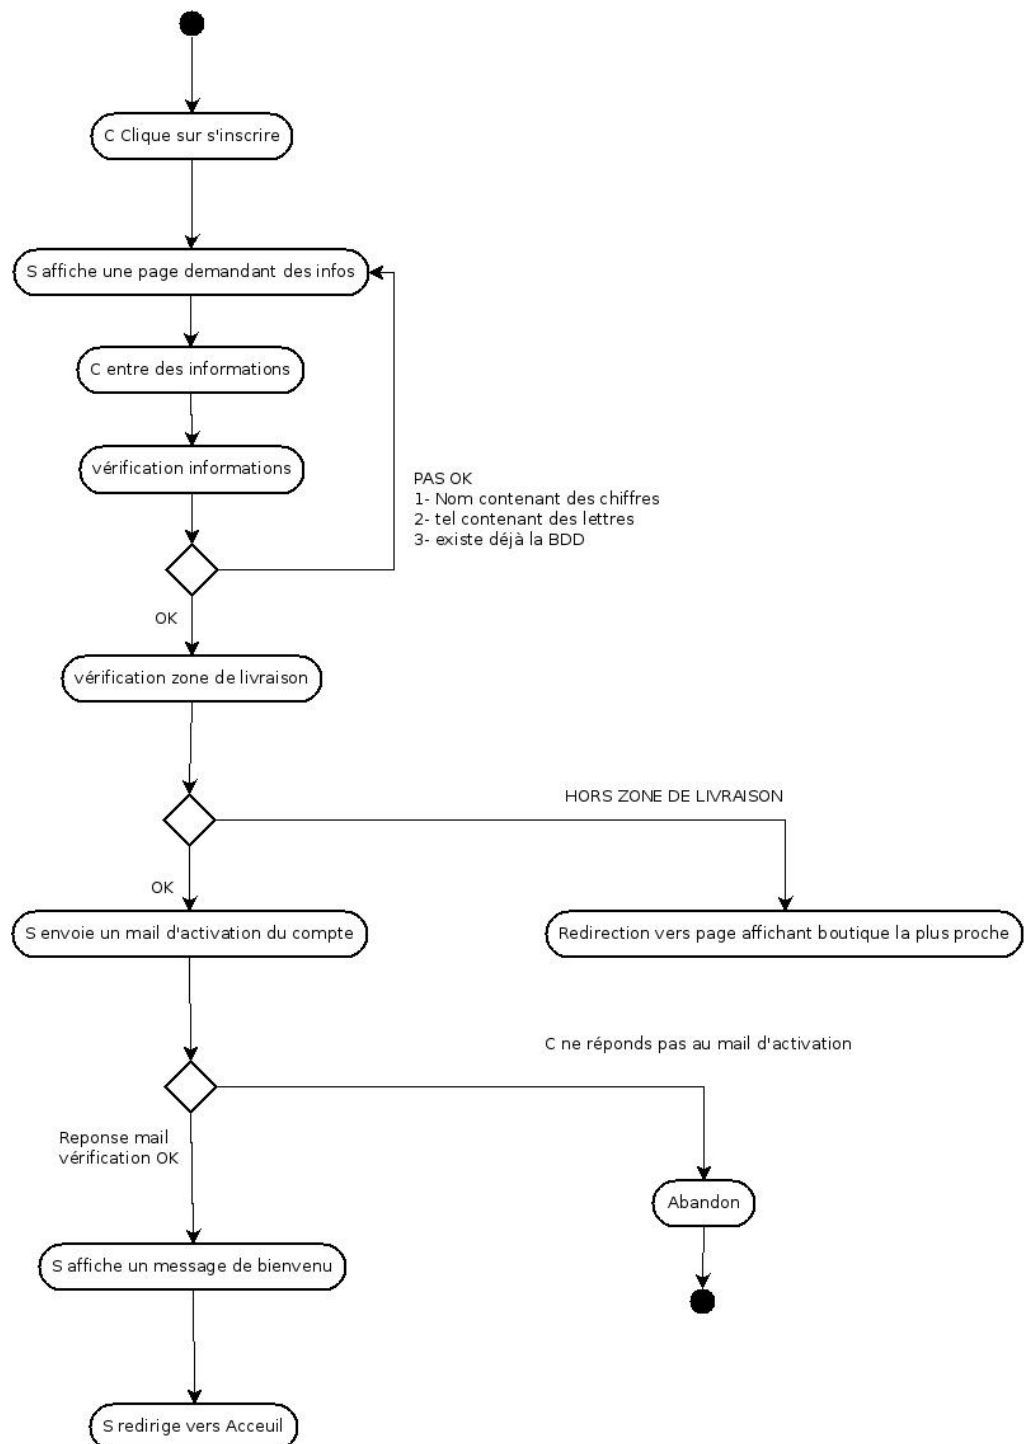 C Clique sur s'inscrire
S affiche une page demandant des infos
C entre des informations
vérification informations
PAS OK
1- Nom contenant des chiffres
2- tel contenant des lettres
3- existe déjà la BDD
OK
vérification zone de livraison
HORS ZONE DE LIVRAISON
OK
S envoie un mail d'activation du compte
Redirection vers page affichant boutique la plus proche
C ne réponds pas au mail d'activation
Reponse mail
vérification OK
Abandon
S affiche un message de bienvenu
S redirige vers Acceuil